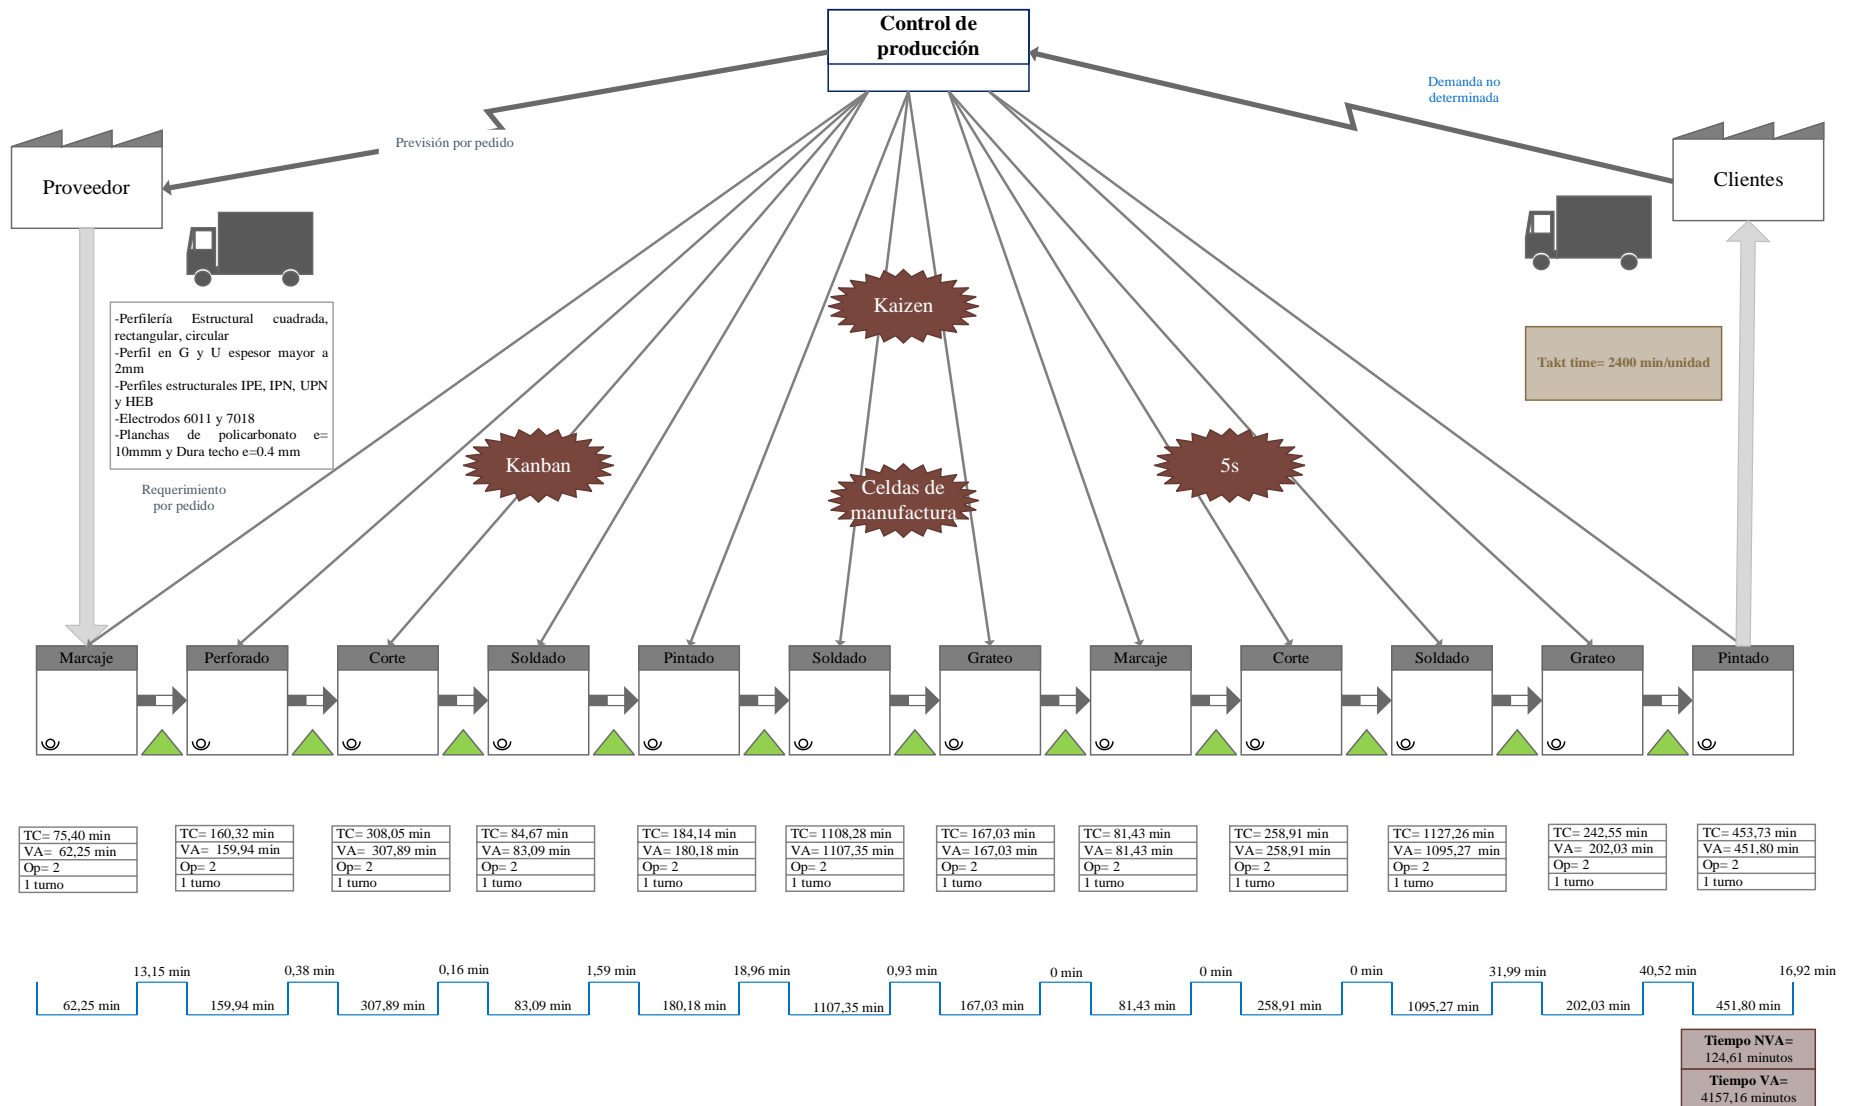 Control de
producción
Demanda no
determinada
Previsión por pedido
Proveedor
Clientes
-Perfilería Estructural cuadrada,
rectangular, circular
-Perfil en G y U espesor mayor a
2mm
-Perfiles estructurales IPE, IPN, UPN
y HEB
-Electrodos 6011 y 7018
-Planchas de policarbonato e=
10mmm y Dura techo e=0.4 mm
Requerimiento
por pedido
Kaizen
Kanban
Celdas de
manufactura
5s
Takt time= 2400 min/unidad
Marcaje
Perforado
Corte
Soldado
Pintado
Soldado
Grateo
Marcaje
Corte
Soldado
Grateo
Pintado
TC= 75,40 min
VA= 62,25 min
Op= 2
1 turno
TC= 160,32 min
VA= 159,94 min
Op= 2
1 turno
TC= 308,05 min
VA= 307,89 min
Op= 2
1 turno
TC= 84,67 min
VA= 83,09 min
Op= 2
1 turno
TC= 184,14 min
VA= 180,18 min
Op= 2
1 turno
TC= 1108,28 min
VA= 1107,35 min
Op= 2
1 turno
TC= 167,03 min
VA= 167,03 min
Op= 2
1 turno
TC= 81,43 min
VA= 81,43 min
Op= 2
1 turno
TC= 258,91 min
VA= 258,91 min
Op= 2
1 turno
TC= 1127,26 min
VA= 1095,27 min
Op= 2
1 turno
TC= 242,55 min
VA= 202,03 min
Op= 2
1 turno
TC= 453,73 min
VA= 451,80 min
Op= 2
1 turno
13,15 min
0,38 min
0,16 min
1,59 min
18,96 min
0,93 min
0 min
0 min
0 min
31,99 min
40,52 min
16,92 min
62,25 min
159,94 min
307,89 min
83,09 min
180,18 min
1107,35 min
167,03 min
81,43 min
258,91 min
1095,27 min
202,03 min
451,80 min
Tiempo NVA=
124,61 minutos
Tiempo VA=
4157,16 minutos